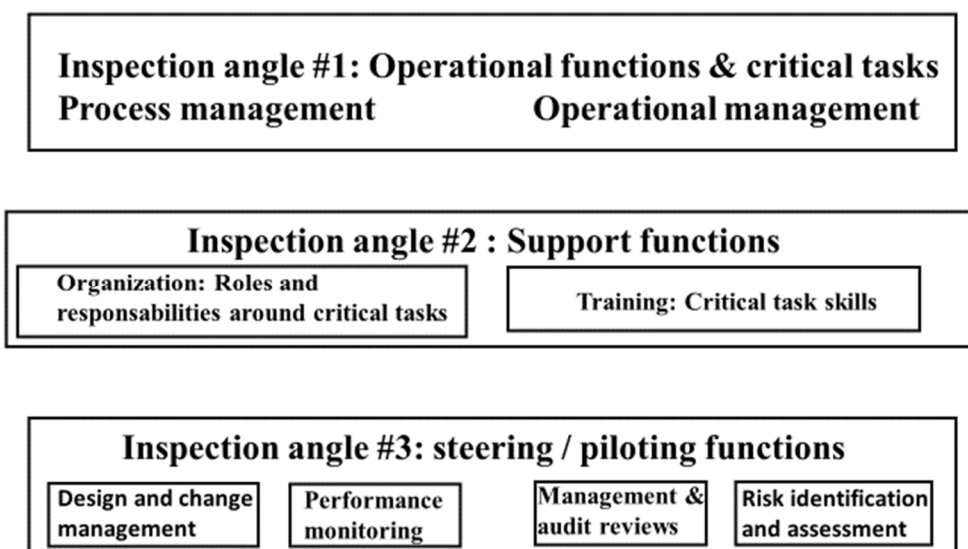 Inspection angle #1: Operational functions & critical tasks
Process management Operational management
Inspection angle #2 : Support functions
Organization: Roles and
responsabilities around critical tasks
Training: Critical task skills
Inspection angle #3: steering / piloting functions
Design and change
management
Performance
monitoring
Management &
audit reviews
Risk identification
and assessment